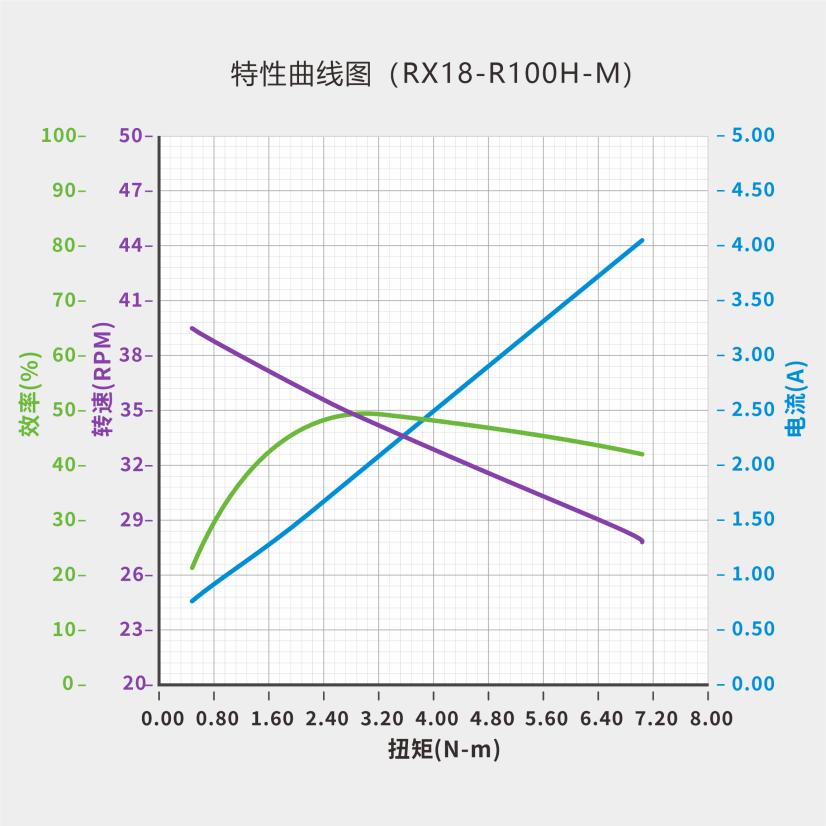 特性曲线图 (RX18-R100H-M)
100– 50– – 5.00
90– 47– – 4.50
80– 44– – 4.00
70– 41– – 3.50
60– 38– – 3.00
50– 35– – 2.50
40– 32– – 2.00
30– 29– – 1.50
20– 26– – 1.00
10– 23– – 0.50
0– 20– – 0.00
效率(%)
转速(RPM)
电流(A)
0.00 0.80 1.60 2.40 3.20 4.00 4.80 5.60 6.40 7.20 8.00
扭矩(N-m)